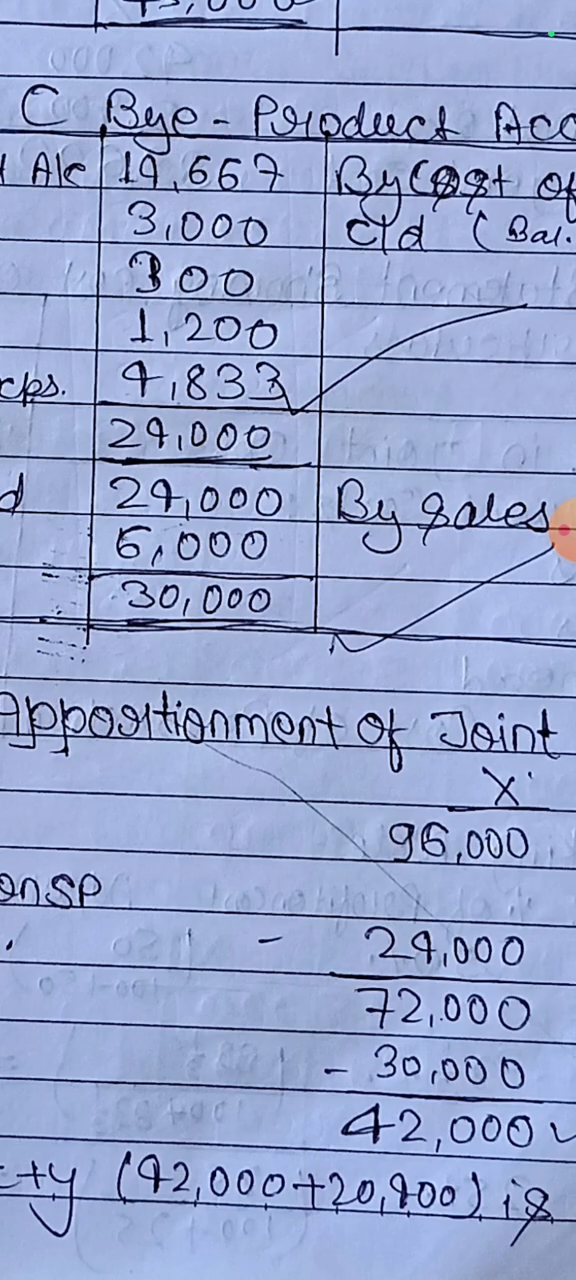 C Bye-Product Acc
A/c 14,667 By Cost of
3,000 c/d (Bal.
300
1,200
4,833
24,000
d 24,000 By Sales
6,000
30,000
Apportionment of Joint
X
96,000
on SP
- 24,000
72,000
- 30,000
42,000
ty (42,000+20,400) is